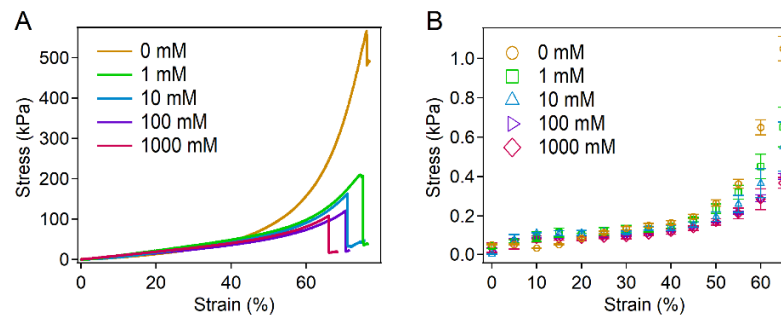 A
Stress (kPa)
500
400
300
200
100
0
0 mM
1 mM
10 mM
100 mM
1000 mM
0
20
40
60
Strain (%)
B
Stress (kPa)
1.0
0.8
0.6
0.4
0.2
0.0
0 mM
1 mM
10 mM
100 mM
1000 mM
0
10
20
30
40
50
60
Strain (%)